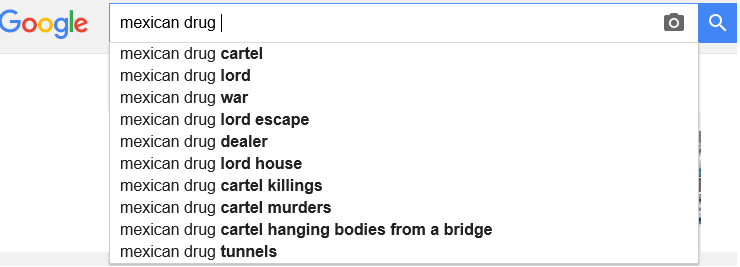 Google
mexican drug
mexican drug cartel
mexican drug lord
mexican drug war
mexican drug lord escape
mexican drug dealer
mexican drug lord house
mexican drug cartel killings
mexican drug cartel murders
mexican drug cartel hanging bodies from a bridge
mexican drug tunnels